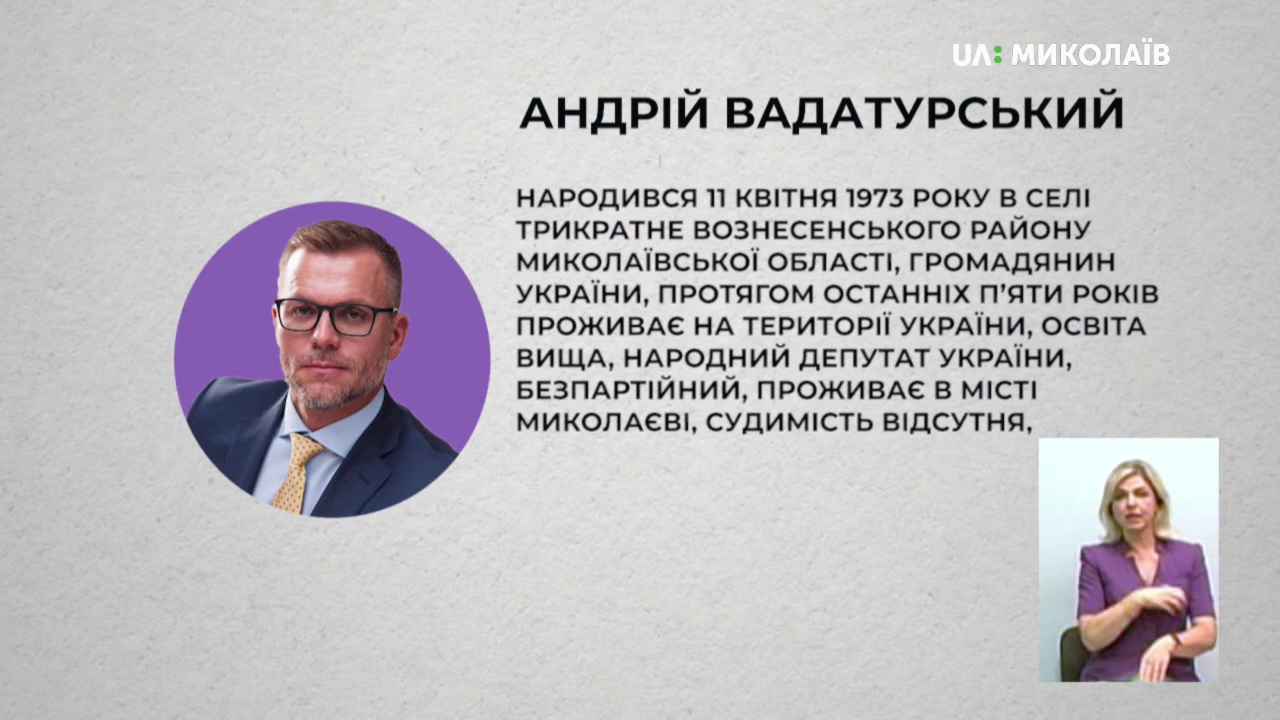 UA: МИКОЛАЇВ
АНДРІЙ ВАДАТУРСЬКИЙ
НАРОДИВСЯ 11 КВІТНЯ 1973 РОКУ В СЕЛІ
ТРИКРАТНЕ ВОЗНЕСЕНСЬКОГО РАЙОНУ
МИКОЛАЇВСЬКОЇ ОБЛАСТІ, ГРОМАДЯНИН
УКРАЇНИ, ПРОТЯГОМ ОСТАННІХ П’ЯТИ РОКІВ
ПРОЖИВАЄ НА ТЕРИТОРІЇ УКРАЇНИ, ОСВІТА
ВИЩА, НАРОДНИЙ ДЕПУТАТ УКРАЇНИ,
БЕЗПАРТІЙНИЙ, ПРОЖИВАЄ В МІСТІ
МИКОЛАЄВІ, СУДИМІСТЬ ВІДСУТНЯ,